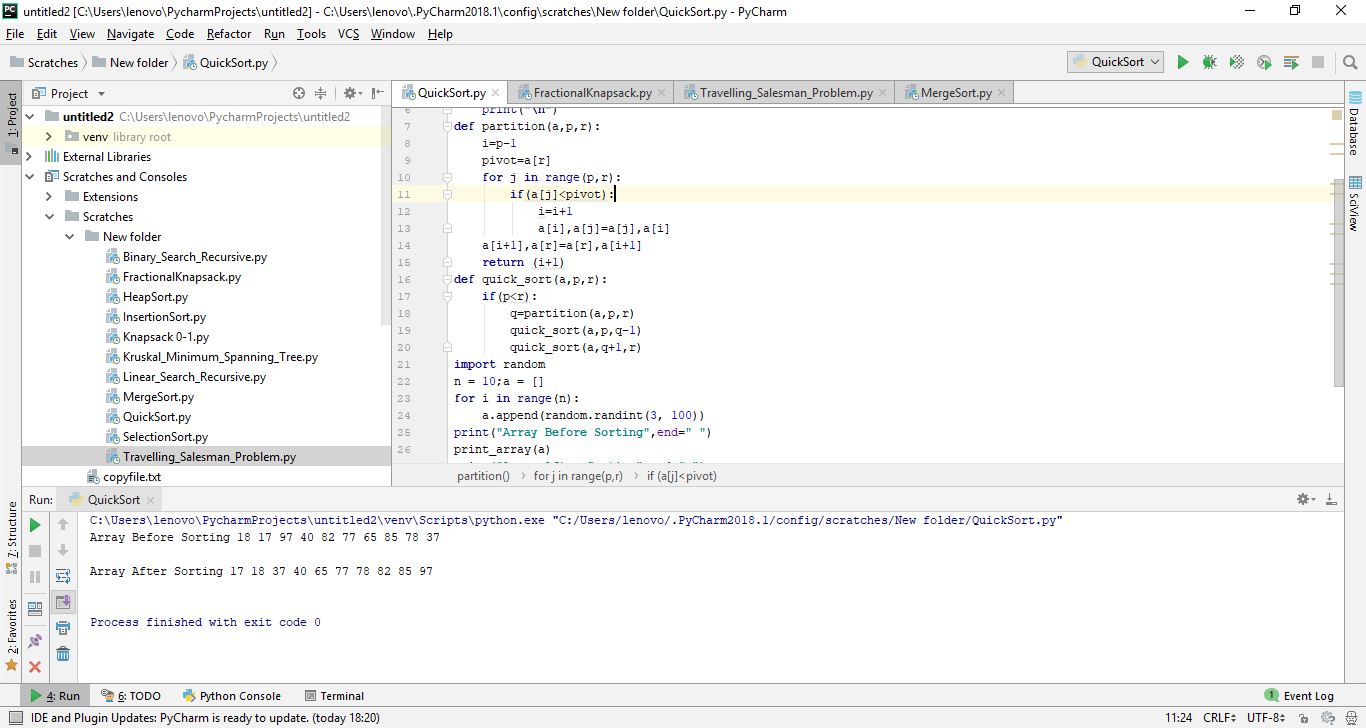 untitled2 [C:\Users\lenovo\PycharmProjects\untitled2] - C:\Users\lenovo\.PyCharm2018.1\config\scratches\New folder\QuickSort.py - PyCharm
File Edit View Navigate Code Refactor Run Tools VCS Window Help
Scratches New folder QuickSort.py QuickSort
1: Project
Project
untitled2 C:\Users\lenovo\PycharmProjects\untitled2
venv library root
External Libraries
Scratches and Consoles
Extensions
Scratches
New folder
Binary_Search_Recursive.py
FractionalKnapsack.py
HeapSort.py
InsertionSort.py
Knapsack 0-1.py
Kruskal_Minimum_Spanning_Tree.py
Linear_Search_Recursive.py
MergeSort.py
QuickSort.py
SelectionSort.py
Travelling_Salesman_Problem.py
copyfile.txt
QuickSort.py FractionalKnapsack.py Travelling_Salesman_Problem.py MergeSort.py
6 print("\n")
7 def partition(a,p,r):
8 i=p-1
9 pivot=a[r]
10 for j in range(p,r):
11 if(a[j]<pivot):
12 i=i+1
13 a[i],a[j]=a[j],a[i]
14 a[i+1],a[r]=a[r],a[i+1]
15 return (i+1)
16 def quick_sort(a,p,r):
17 if(p<r):
18 q=partition(a,p,r)
19 quick_sort(a,p,q-1)
20 quick_sort(a,q+1,r)
21 import random
22 n = 10;a = []
23 for i in range(n):
24 a.append(random.randint(3, 100))
25 print("Array Before Sorting",end=" ")
26 print_array(a)
partition() for j in range(p,r) if (a[j]<pivot)
Database
SciView
7: Structure
2: Favorites
Run: QuickSort
C:\Users\lenovo\PycharmProjects\untitled2\venv\Scripts\python.exe "C:/Users/lenovo/.PyCharm2018.1/config/scratches/New folder/QuickSort.py"
Array Before Sorting 18 17 97 40 82 77 65 85 78 37
Array After Sorting 17 18 37 40 65 77 78 82 85 97
Process finished with exit code 0
4: Run 6: TODO Python Console Terminal 1 Event Log
IDE and Plugin Updates: PyCharm is ready to update. (today 18:20) 11:24 CRLF UTF-8